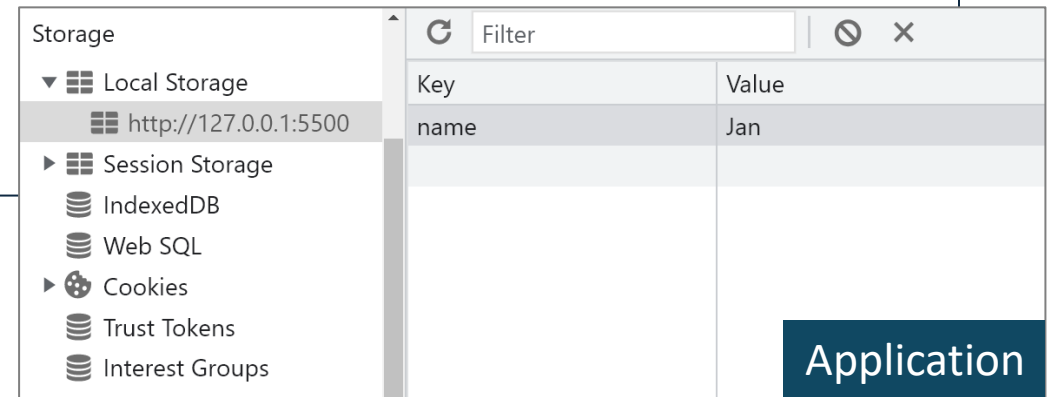 Storage
Filter
Local Storage
Key Value
http://127.0.0.1:5500
name Jan
Session Storage
IndexedDB
Web SQL
Cookies
Trust Tokens
Interest Groups
Application